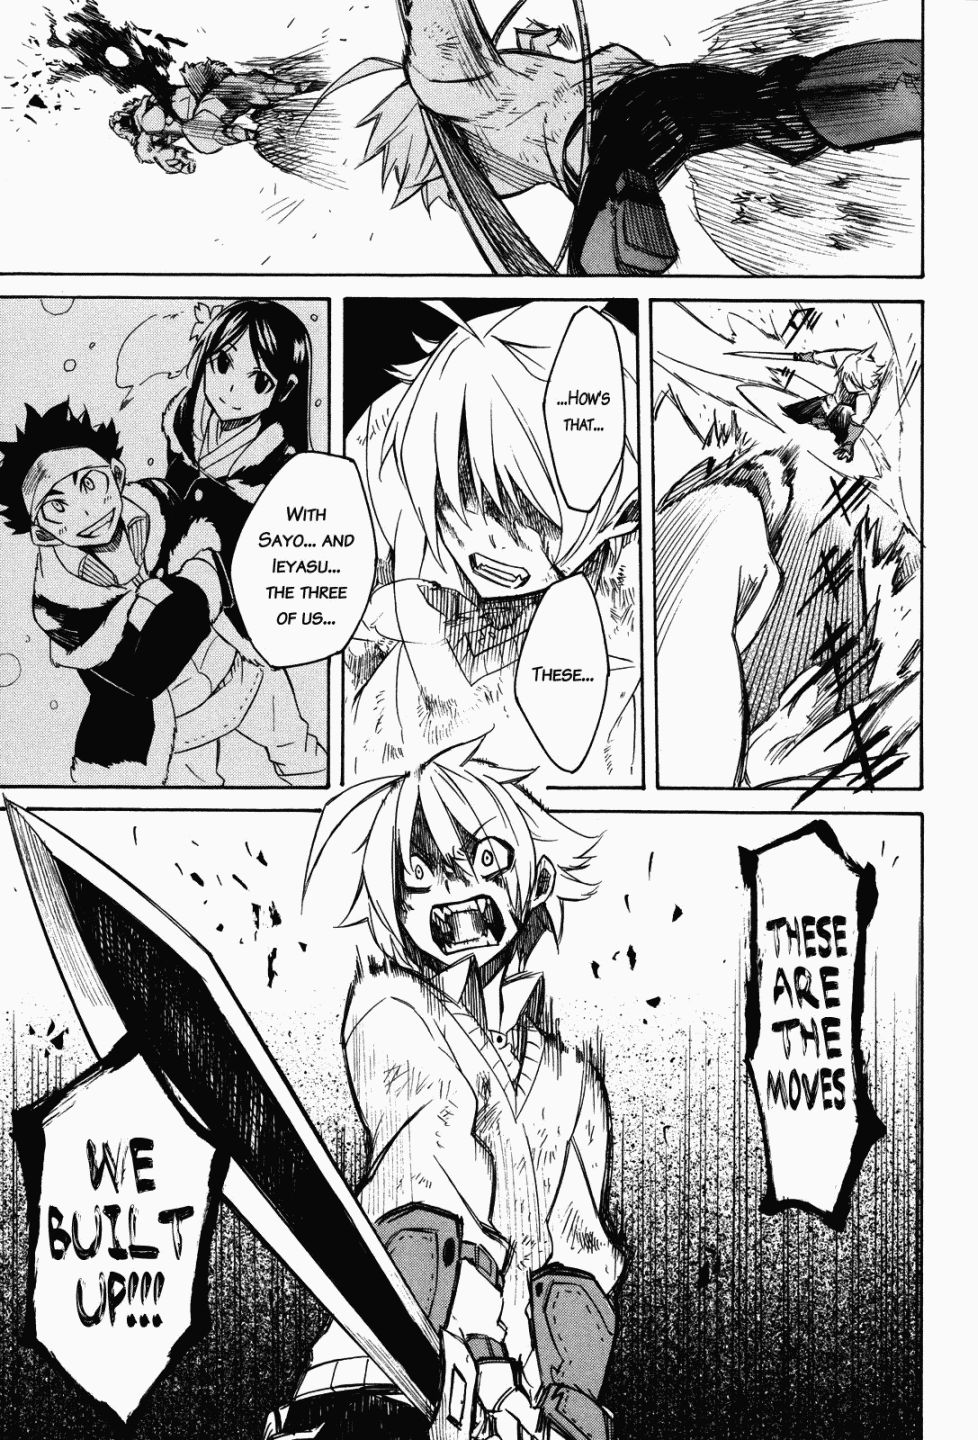 ...HOW'S
THAT...
THESE...
WITH
SAYO... AND
IEYASU...
THE THREE
OF US...
THESE
ARE
THE
MOVES
WE
BUILT
UP!!!